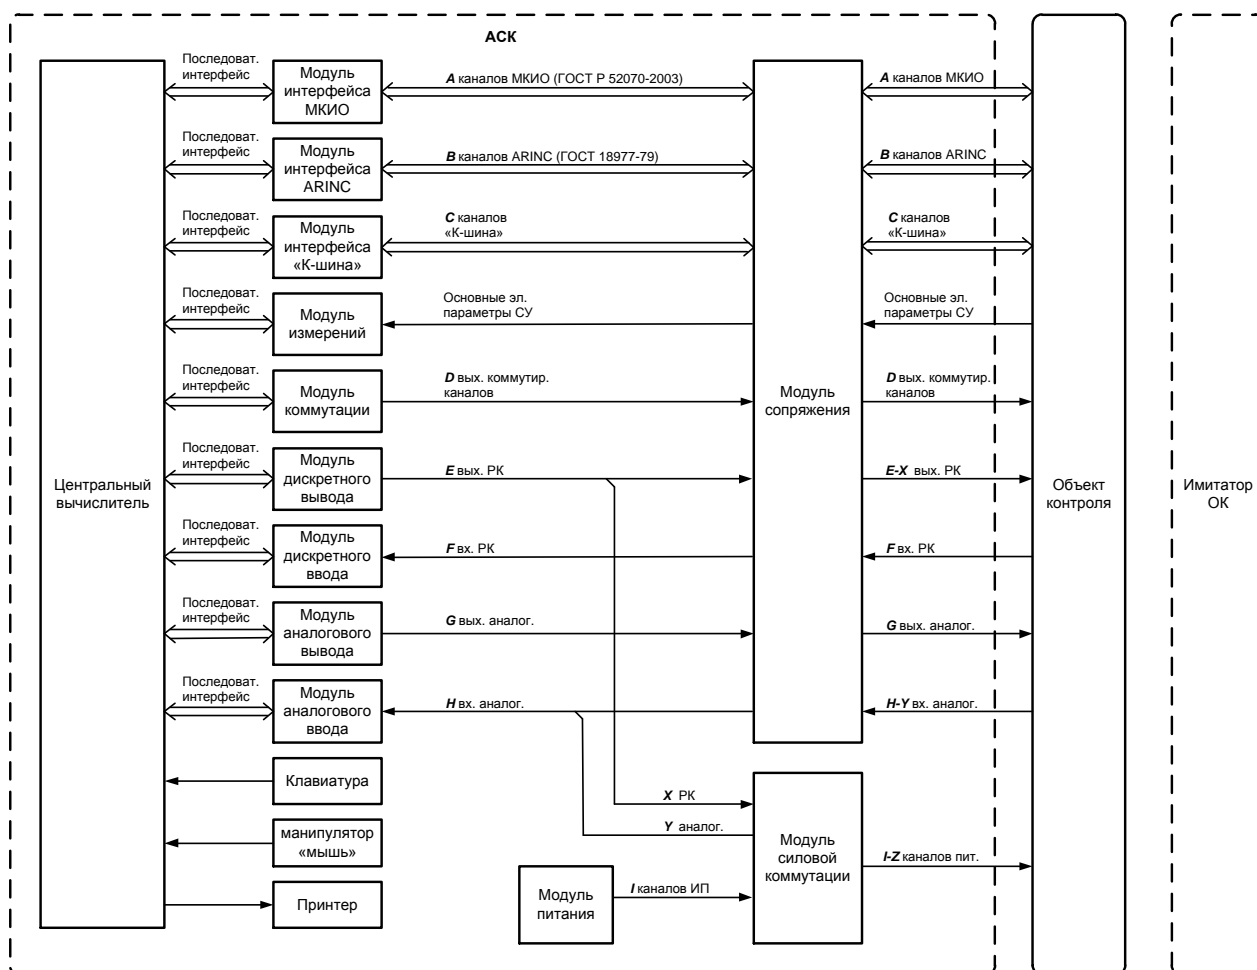 АСК
Последоват.
интерфейс
Модуль
интерфейса
МКИО
A каналов МКИО (ГОСТ Р 52070-2003)
A каналов МКИО
Последоват.
интерфейс
Модуль
интерфейса
ARINC
B каналов ARINC (ГОСТ 18977-79)
B каналов ARINC
Последоват.
интерфейс
Модуль
интерфейса
«К-шина»
C каналов
«К-шина»
C каналов
«К-шина»
Последоват.
интерфейс
Модуль
измерений
Основные эл.
параметры СУ
Основные эл.
параметры СУ
Последоват.
интерфейс
Модуль
коммутации
D вых. коммутир.
каналов
Модуль
сопряжения
D вых. коммутир.
каналов
Центральный
вычислитель
Последоват.
интерфейс
Модуль
дискретного
вывода
E вых. РК
E-X вых. РК
Объект
контроля
Имитатор
ОК
Последоват.
интерфейс
Модуль
дискретного
ввода
F вх. РК
F вх. РК
Последоват.
интерфейс
Модуль
аналогового
вывода
G вых. аналог.
G вых. аналог.
Последоват.
интерфейс
Модуль
аналогового
ввода
H вх. аналог.
H-Y вх. аналог.
Клавиатура
X РК
Y аналог.
манипулятор
«мышь»
Модуль
силовой
коммутации
I-Z каналов пит.
Принтер
Модуль
питания
I каналов ИП